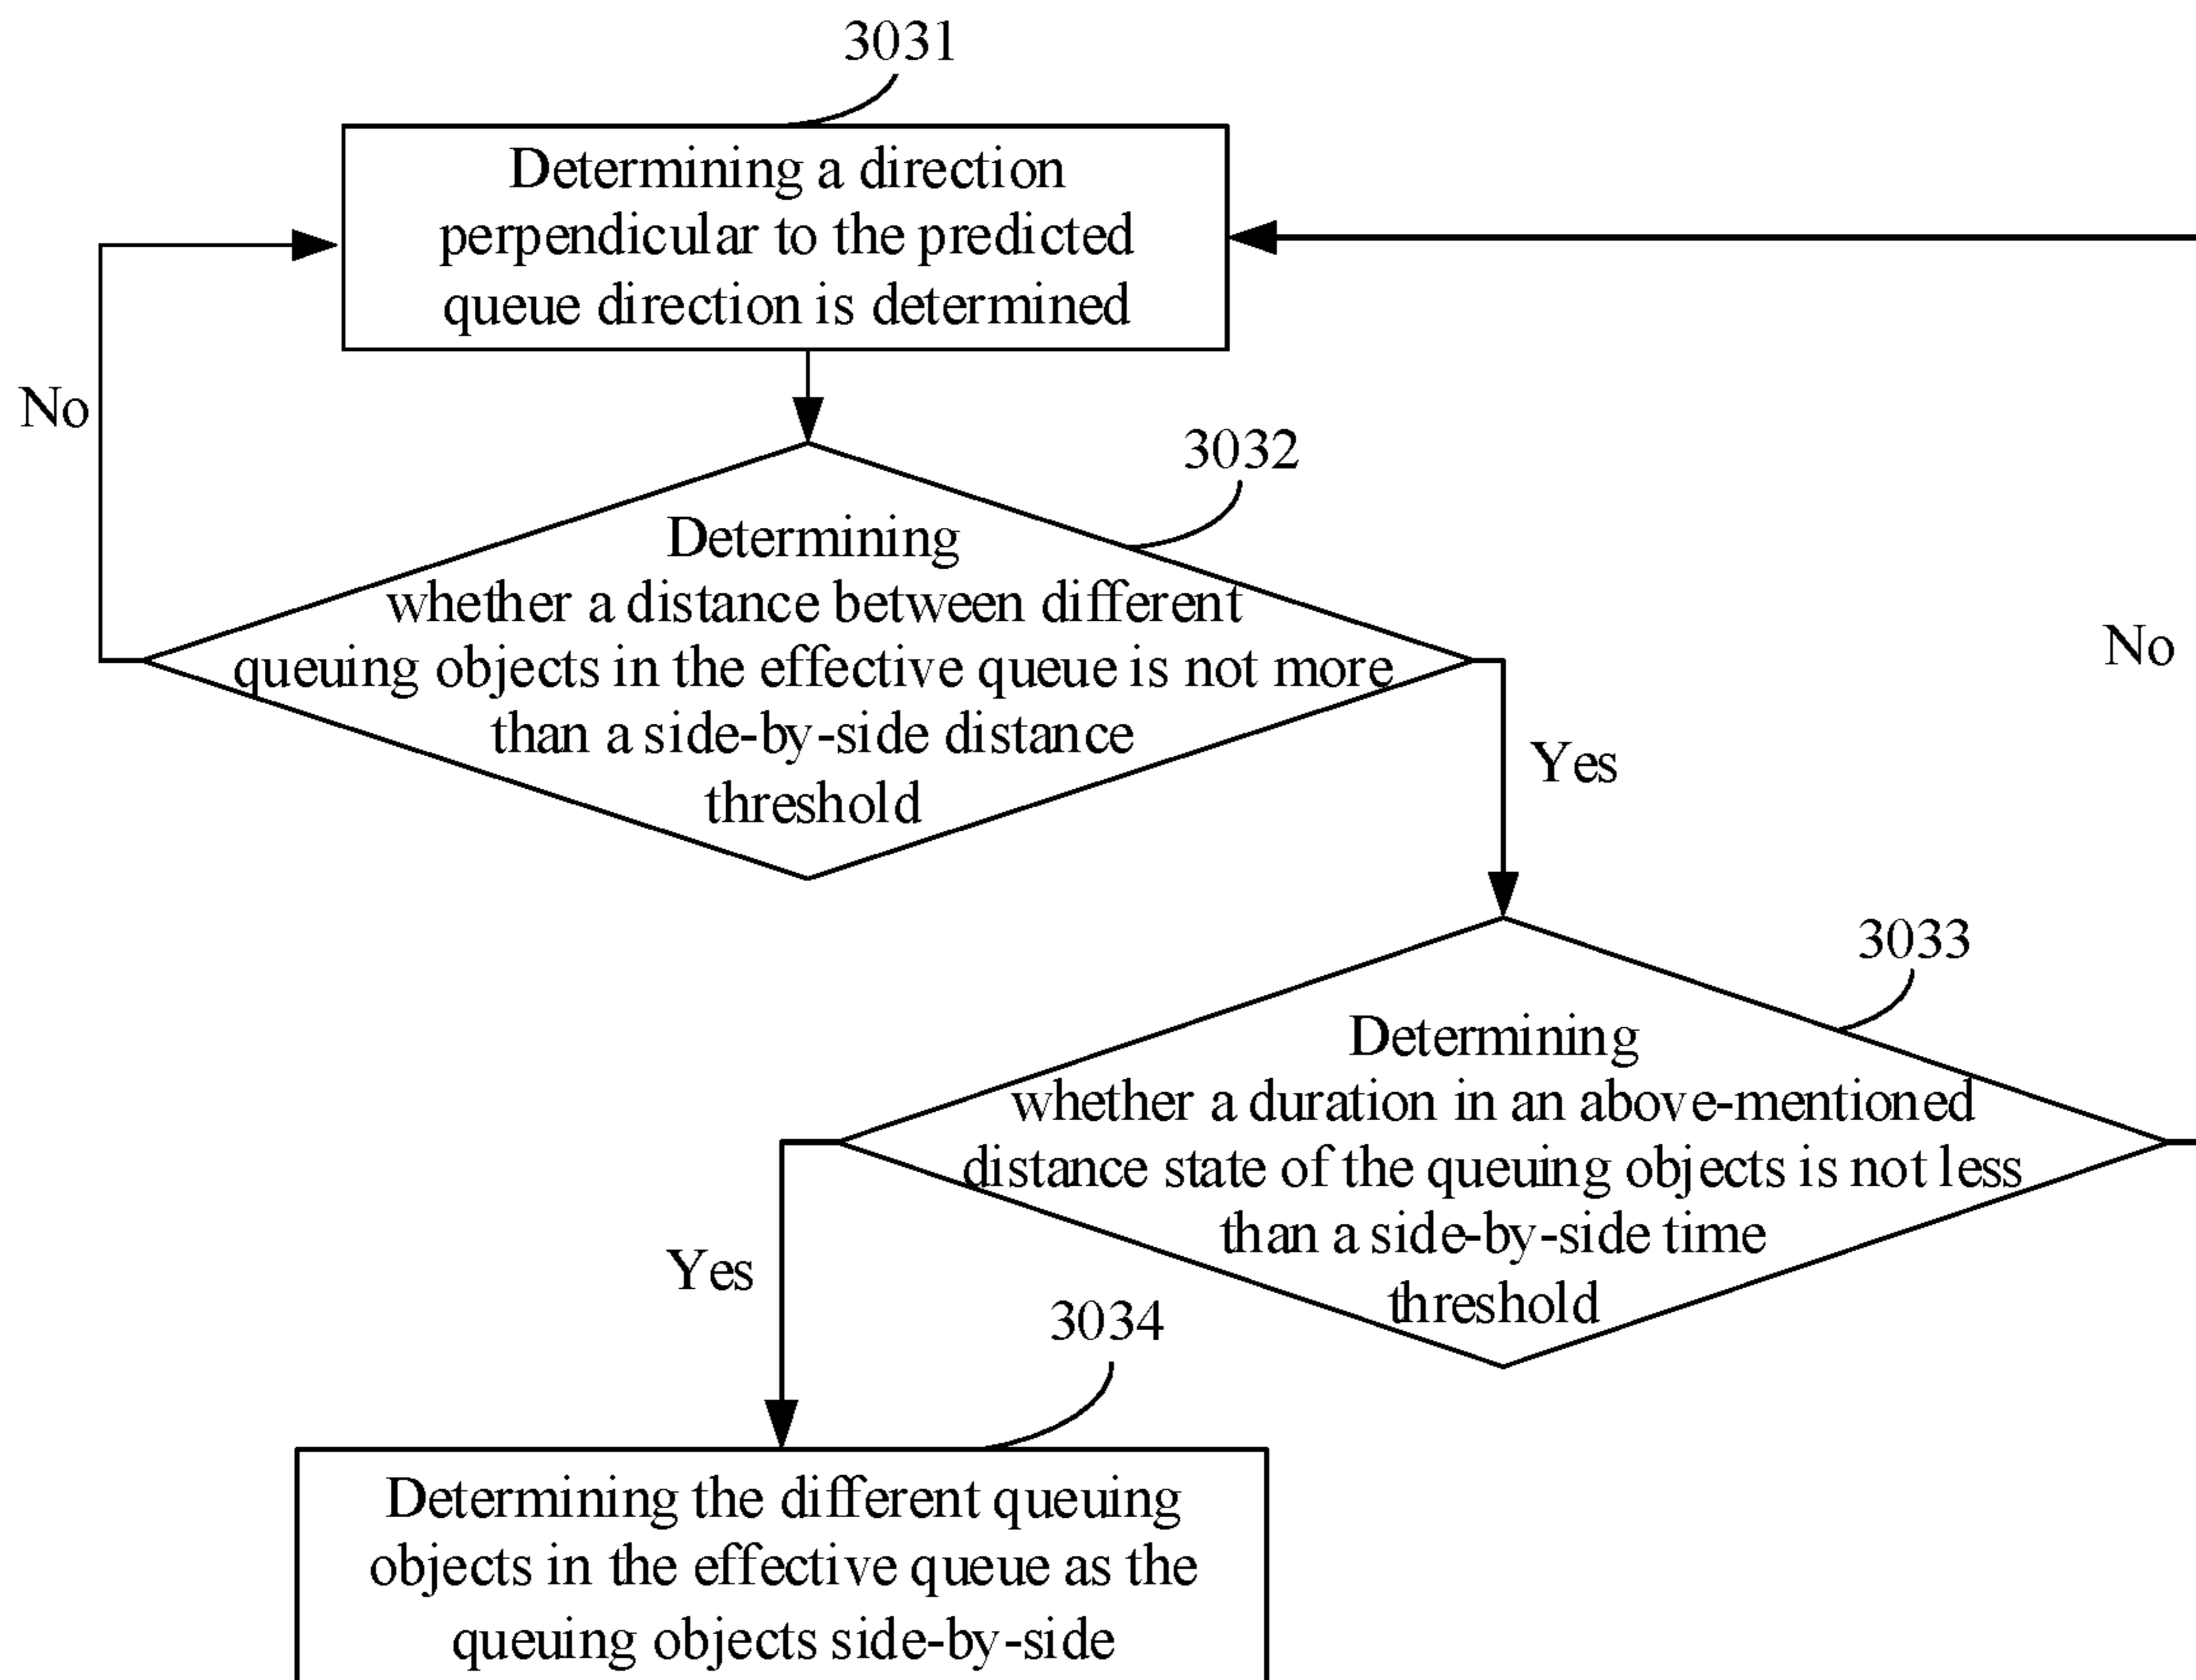 3031
Determining a direction
perpendicular to the predicted
queue direction is determined
No
3032
Determining
whether a distance between different
queuing objects in the effective queue is not more
than a side-by-side distance
threshold
No
Yes
3033
Determining
whether a duration in an above-mentioned
distance state of the queuing objects is not less
than a side-by-side time
threshold
Yes
3034
Determining the different queuing
objects in the effective queue as the
queuing objects side-by-side